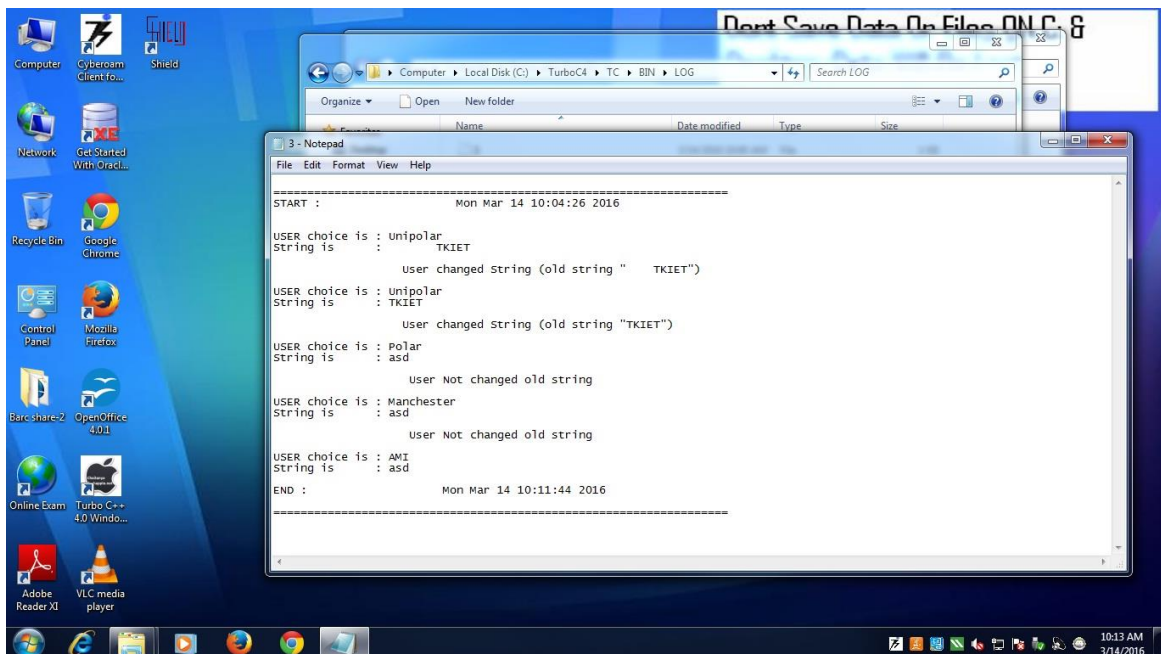 Dont Save Data On Files ON C: &
Computer
Cyberoam
Client fo...
Shield
Network
Get Started
With Oracl...
Recycle Bin
Google
Chrome
Control
Panel
Mozilla
Firefox
Barc share-2
OpenOffice
4.0.1
Online Exam
Turbo C++
4.0 Windo...
Adobe
Reader XI
VLC media
player
Computer ▸ Local Disk (C:) ▸ TurboC4 ▸ TC ▸ BIN ▸ LOG
Search LOG
Organize ▾ Open New folder
Name Date modified Type Size
3 - Notepad
File Edit Format View Help
===================================================================
START : Mon Mar 14 10:04:26 2016
USER choice is : Unipolar
String is : TKIET
User changed String (old string " TKIET")
USER choice is : Unipolar
String is : TKIET
User changed String (old string "TKIET")
USER choice is : Polar
String is : asd
User Not changed old string
USER choice is : Manchester
String is : asd
User Not changed old string
USER choice is : AMI
String is : asd
END : Mon Mar 14 10:11:44 2016
===================================================================
10:13 AM
3/14/2016